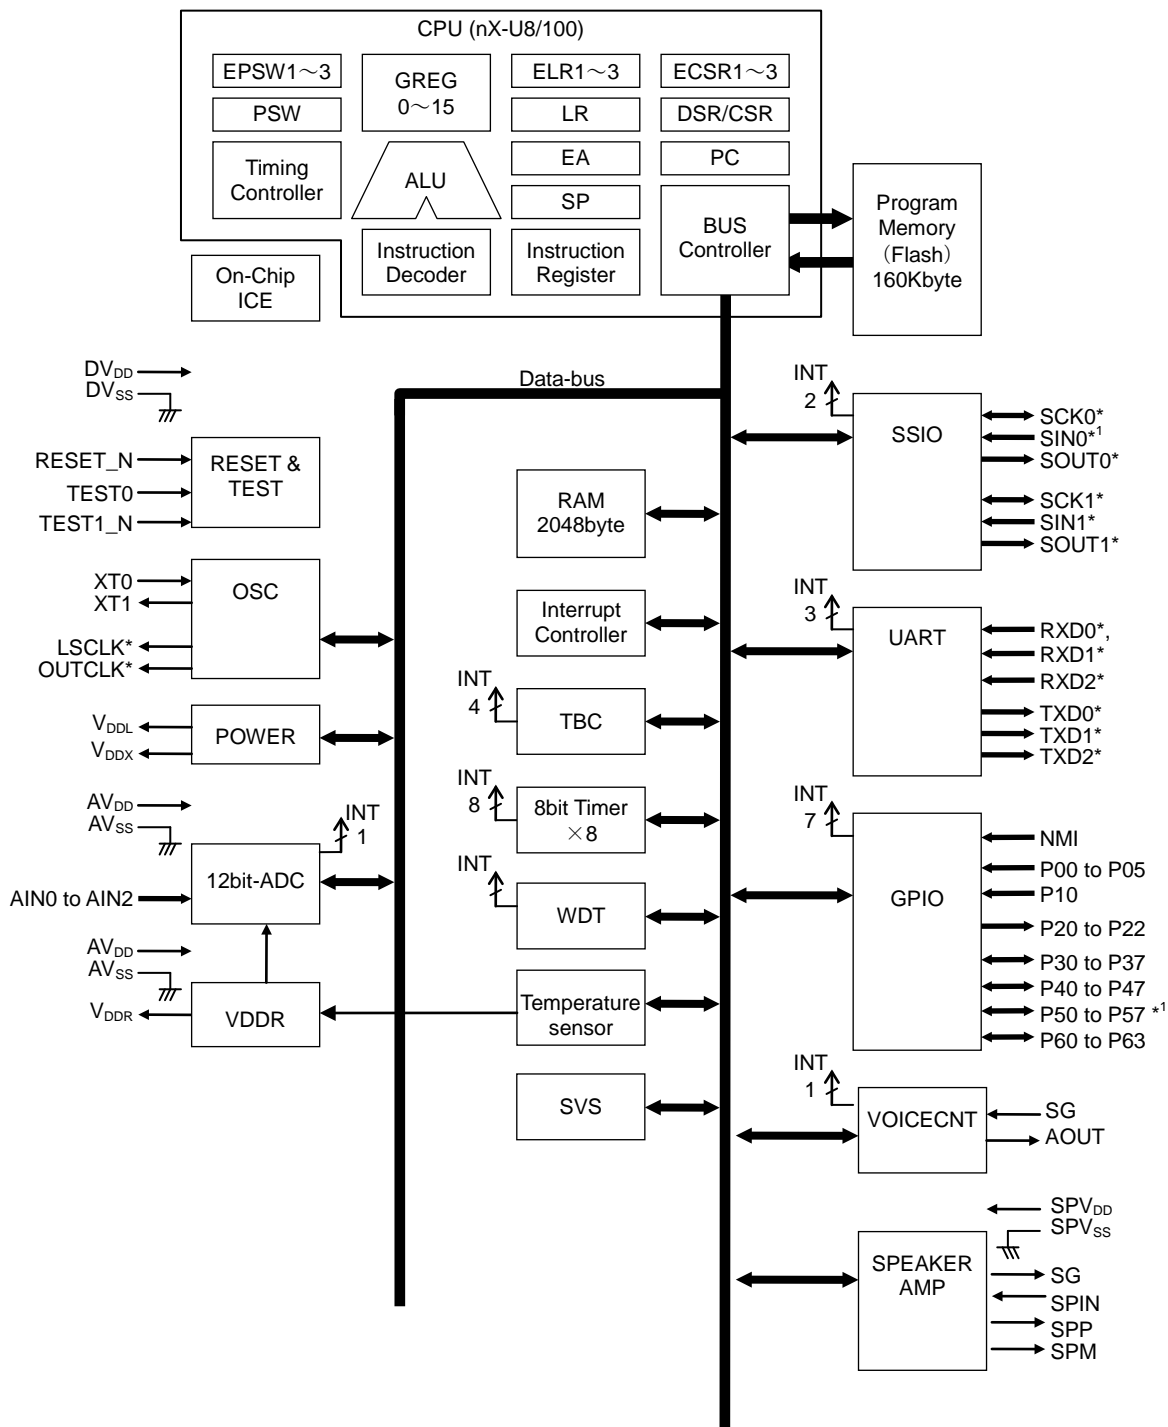 CPU (nX-U8/100)
EPSW1～3
GREG
0～15
ELR1～3
ECSR1～3
PSW
LR
DSR/CSR
Timing
Controller
ALU
EA
PC
SP
BUS
Controller
Program
Memory
（Flash）
160Kbyte
Instruction
Decoder
Instruction
Register
On-Chip
ICE
Data-bus
DVDD
DVSS
RESET_N
TEST0
TEST1_N
RESET &
TEST
XT0
XT1
LSCLK*
OUTCLK*
OSC
VDDL
VDDX
POWER
AVDD
AVSS
INT
1
12bit-ADC
AIN0 to AIN2
AVDD
AVSS
VDDR
VDDR
RAM
2048byte
Interrupt
Controller
INT
4
TBC
INT
8
8bit Timer
×8
INT
1
WDT
Temperature
sensor
SVS
INT
2
SSIO
SCK0*
SIN0*1
SOUT0*
SCK1*
SIN1*
SOUT1*
INT
3
UART
RXD0*,
RXD1*
RXD2*
TXD0*
TXD1*
TXD2*
INT
7
GPIO
NMI
P00 to P05
P10
P20 to P22
P30 to P37
P40 to P47
P50 to P57 *1
P60 to P63
INT
1
VOICECNT
SG
AOUT
SPVDD
SPVSS
SPEAKER
AMP
SG
SPIN
SPP
SPM